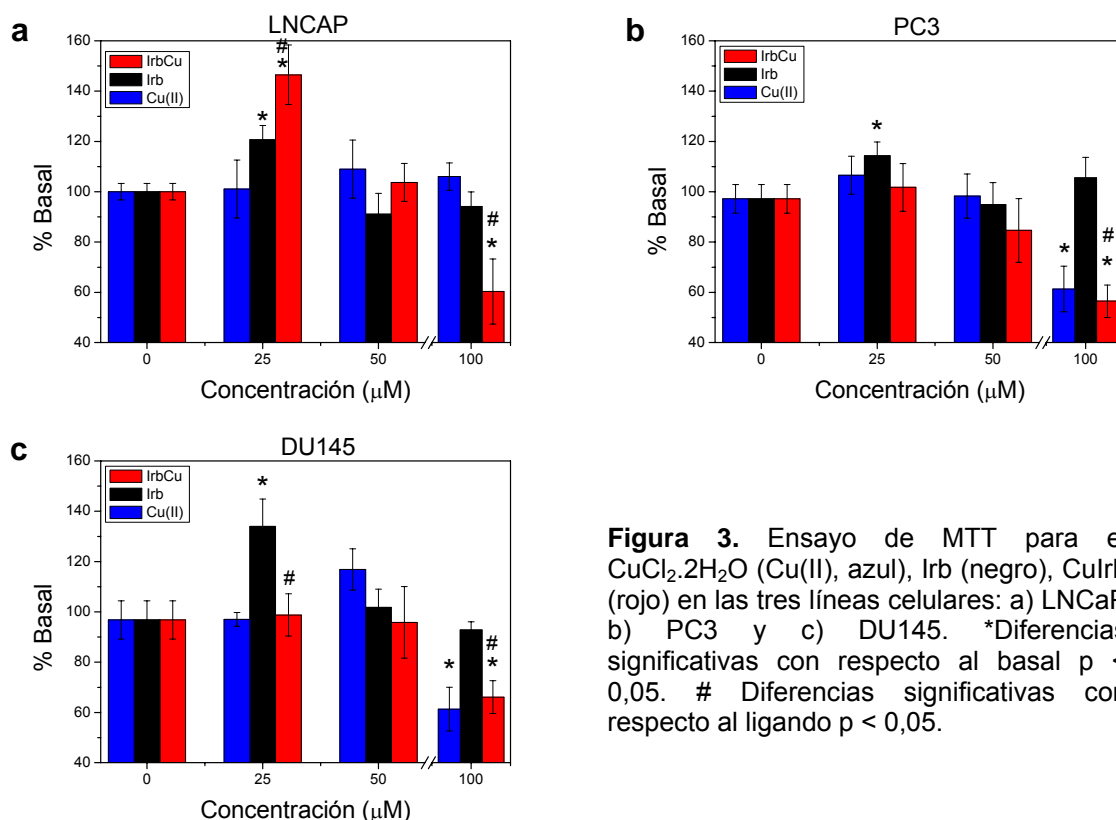 a
LNCAP
160
140
120
100
80
60
40
% Basal
IrbCu
Irb
Cu(II)
*
#
*
#
*
0
25
50
100
Concentración (μM)
b
PC3
160
140
120
100
80
60
40
% Basal
IrbCu
Irb
Cu(II)
*
*
#
*
0
25
50
100
Concentración (μM)
c
DU145
160
140
120
100
80
60
40
% Basal
IrbCu
Irb
Cu(II)
*
#
*
#
*
0
25
50
100
Concentración (μM)
Figura 3. Ensayo de MTT para
CuCl₂.2H₂O (Cu(II), azul), Irb (negro),
(rojo) en las tres líneas celulares: a) LNCaP
b) PC3 y c) DU145. *Diferencias
significativas con respecto al basal p <
0,05. # Diferencias significativas con
respecto al ligando p < 0,05.